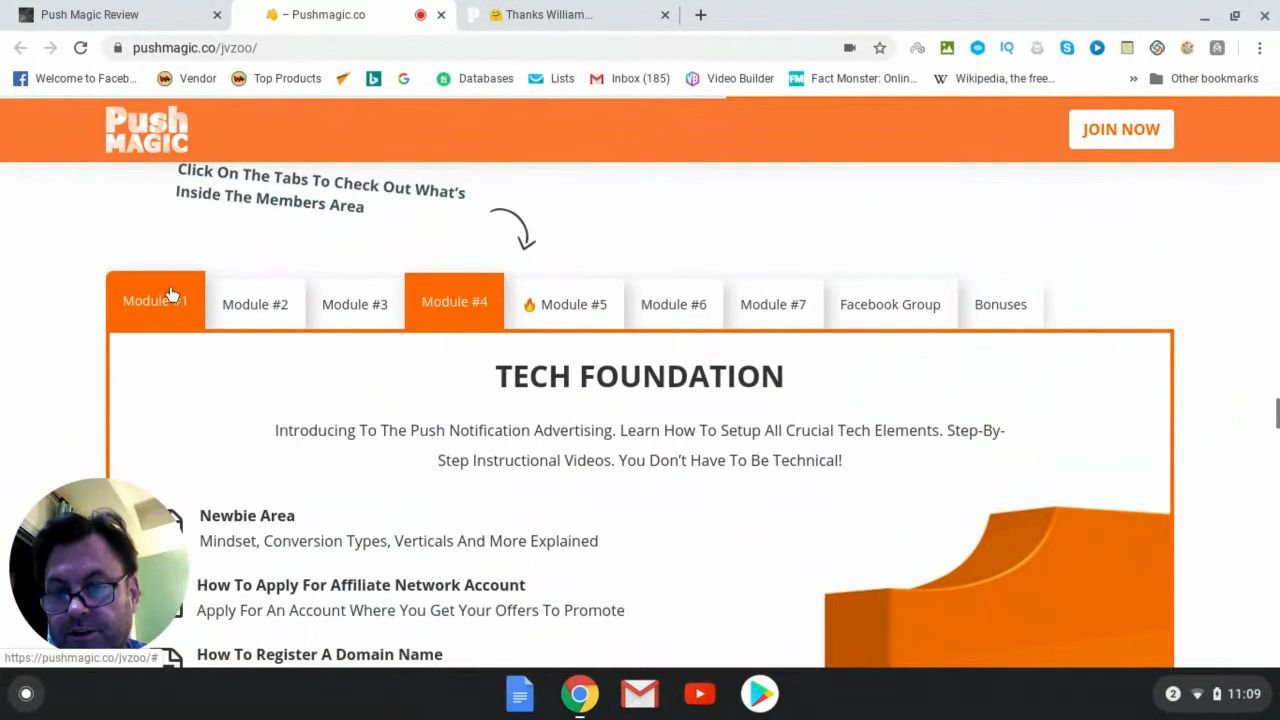 Push Magic Review
👋 – Pushmagic.co
🤗 Thanks William...
pushmagic.co/jvzoo/
IQ
Welcome to Faceb...
Vendor
Top Products
Databases
Lists
Inbox (185)
Video Builder
Fact Monster: Onlin...
Wikipedia, the free...
»
Other bookmarks
Push MAGIC
JOIN NOW
Click On The Tabs To Check Out What's
Inside The Members Area
Module #1
Module #2
Module #3
Module #4
🔥 Module #5
Module #6
Module #7
Facebook Group
Bonuses
TECH FOUNDATION
Introducing To The Push Notification Advertising. Learn How To Setup All Crucial Tech Elements. Step-By-
Step Instructional Videos. You Don't Have To Be Technical!
Newbie Area
Mindset, Conversion Types, Verticals And More Explained
How To Apply For Affiliate Network Account
Apply For An Account Where You Get Your Offers To Promote
How To Register A Domain Name
https://pushmagic.co/jvzoo/#
2
11:09